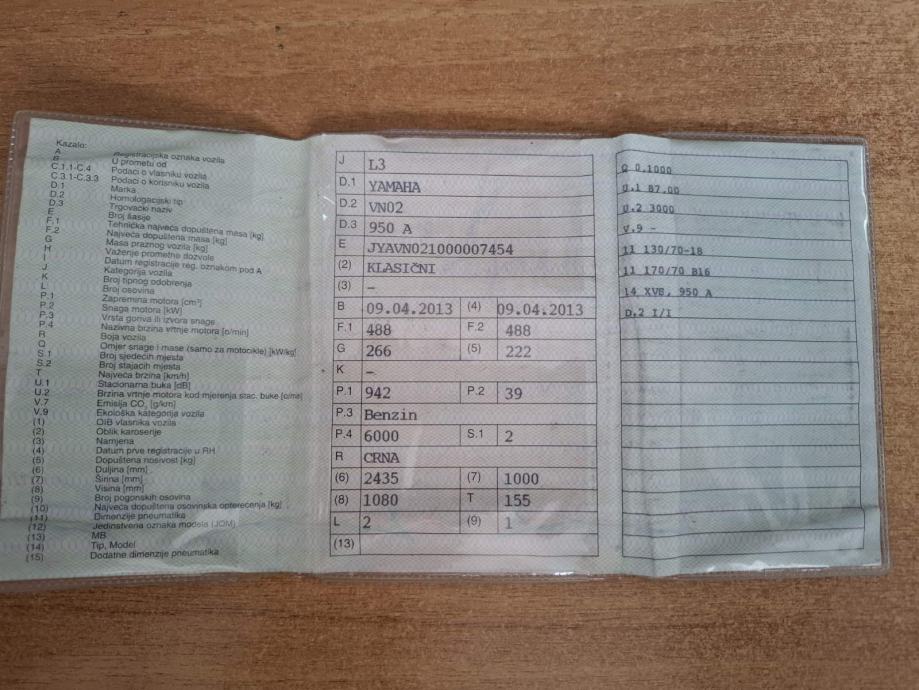 Kazalo:
A Registracijska oznaka vozila
B U prometu od
C.1.1-C.4 Podaci o vlasniku vozila
C.3.1-C.3.3 Podaci o korisniku vozila
D.1 Marka
D.2 Homologacijski tip
D.3 Trgovački naziv
E Broj šasije
F.1 Tehnička najveća dopuštena masa [kg]
F.2 Najveća dopuštena masa [kg]
G Masa praznog vozila [kg]
H Važenje prometne dozvole
I Datum registracije reg. oznakom pod A
J Kategorija vozila
K Broj tipnog odobrenja
L Broj osovina
P.1 Zapremina motora [cm³]
P.2 Snaga motora [kW]
P.3 Vrsta goriva ili izvora snage
P.4 Nazivna brzina vrtnje motora [o/min]
R Boja vozila
Q Omjer snage i mase (samo za motocikle) [kW/kg]
S.1 Broj sjedećih mjesta
S.2 Broj stajaćih mjesta
T Najveća brzina [km/h]
U.1 Stacionarna buka [dB]
U.2 Brzina vrtnje motora kod mjerenja stac. buke [o/min]
V.7 Emisija CO₂ [g/km]
V.9 Ekološka kategorija vozila
(1) OIB vlasnika vozila
(2) Oblik karoserije
(3) Namjena
(4) Datum prve registracije u RH
(5) Dopuštena nosivost [kg]
(6) Duljina [mm]
(7) Širina [mm]
(8) Visina [mm]
(9) Broj pogonskih osovina
(10) Najveća dopuštena osovinska opterećenja [kg]
(11) Dimenzije pneumatika
(12) Jedinstvena oznaka modela (JOM)
(13) MB
(14) Tip, Model
(15) Dodatne dimenzije pneumatika
J L3
D.1 YAMAHA
D.2 VN02
D.3 950 A
E JYAVN021000007454
(2) KLASIČNI
(3) –
B 09.04.2013 (4) 09.04.2013
F.1 488 F.2 488
G 266 (5) 222
K –
P.1 942 P.2 39
P.3 Benzin
P.4 6000 S.1 2
R CRNA
(6) 2435 (7) 1000
(8) 1080 T 155
L 2 (9) 1
(13)
Q 0.1000
U.1 87.00
U.2 3000
V.9 -
11 130/70-18
11 170/70 B16
14 XVS, 950 A
D.2 I/I